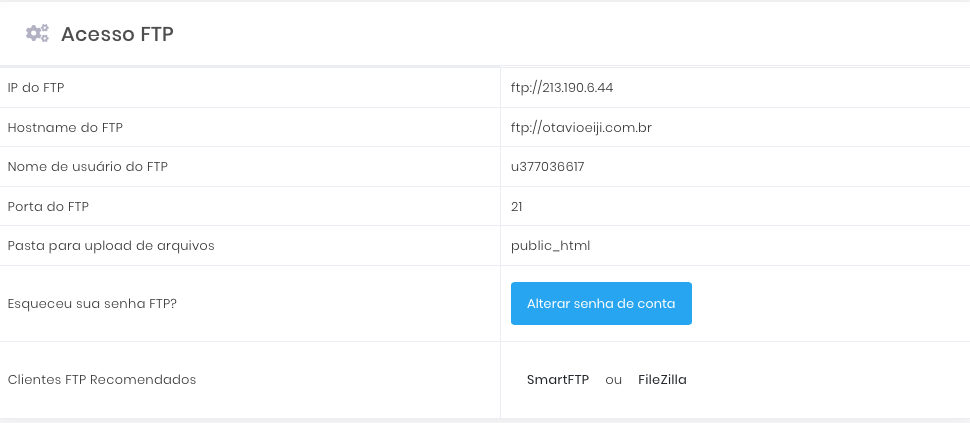 Acesso FTP
IP do FTP ftp://213.190.6.44
Hostname do FTP ftp://otavioeiji.com.br
Nome de usuário do FTP u377036617
Porta do FTP 21
Pasta para upload de arquivos public_html
Esqueceu sua senha FTP? Alterar senha de conta
Clientes FTP Recomendados SmartFTP ou FileZilla